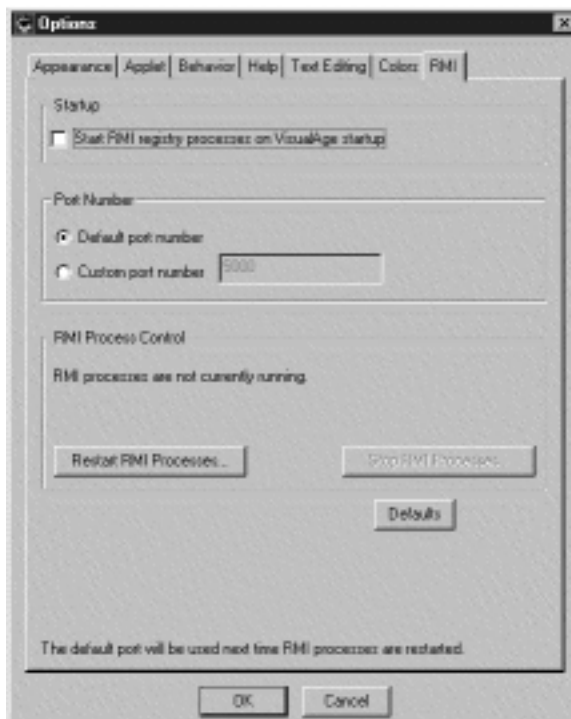 Options
Appearance Applet Behavior Help Text Editing Colors RMI
Startup
Start RMI registry processes on VisualAge startup
Port Number
Default port number
Custom port number 5000
RMI Process Control
RMI processes are not currently running.
Restart RMI Processes... Stop RMI Processes...
Defaults
The default port will be used next time RMI processes are restarted.
OK Cancel